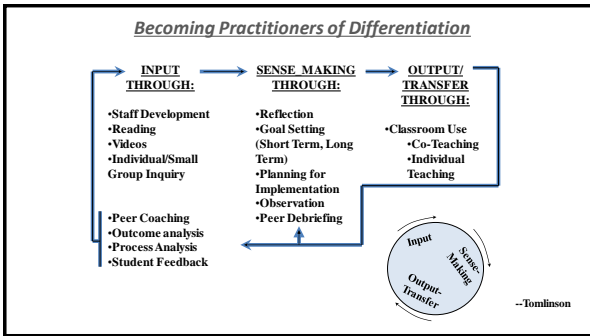 Becoming Practitioners of Differentiation
INPUT
THROUGH:
•Staff Development
•Reading
•Videos
•Individual/Small
Group Inquiry
•Peer Coaching
•Outcome analysis
•Process Analysis
•Student Feedback
SENSE MAKING
THROUGH:
•Reflection
•Goal Setting
(Short Term, Long
Term)
•Planning for
Implementation
•Observation
•Peer Debriefing
OUTPUT/
TRANSFER
THROUGH:
•Classroom Use
•Co-Teaching
•Individual
Teaching
Input
Sense-
Making
Output-
Transfer
--Tomlinson